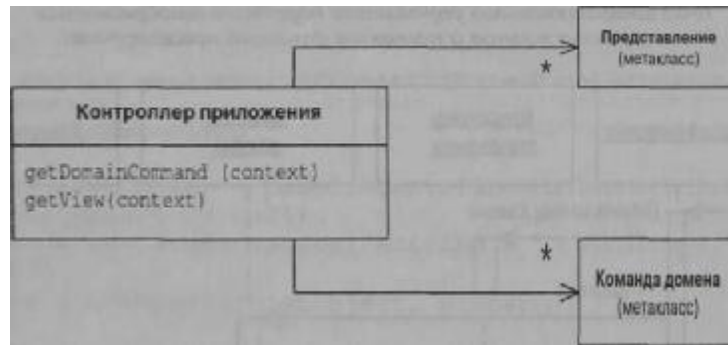 Представление
(метакласс)
*
Контроллер приложения
getDomainCommand (context)
getView(context)
*
Команда домена
(метакласс)